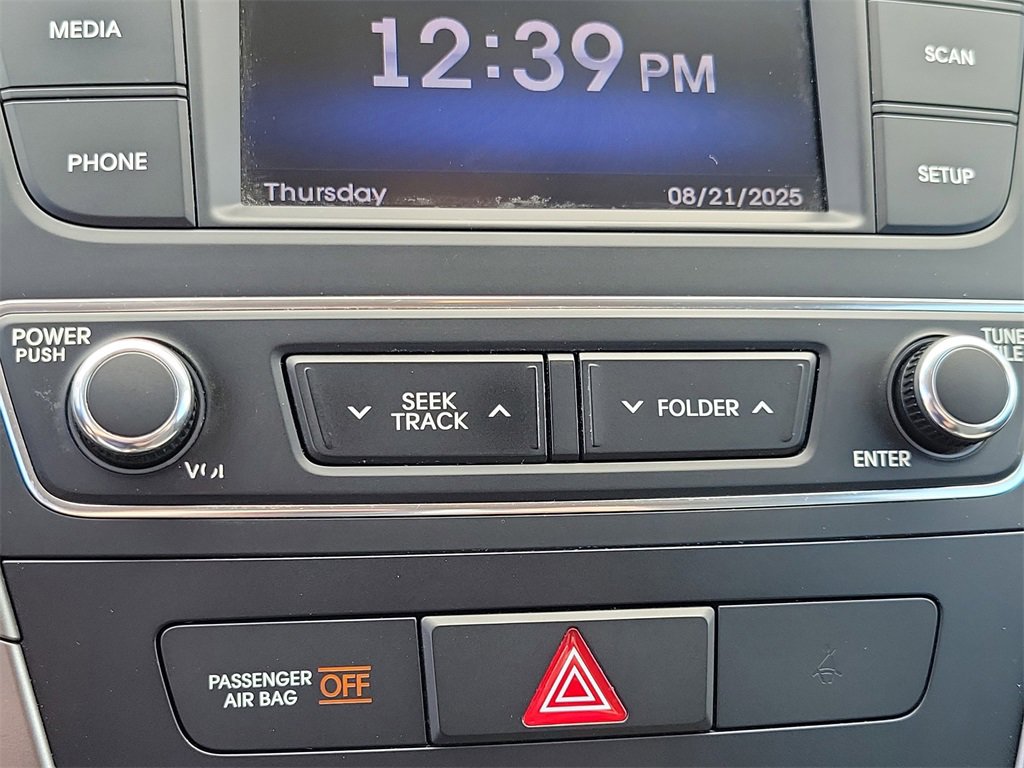 MEDIA
12:39 PM
SCAN
PHONE
SETUP
Thursday
08/21/2025
POWER
PUSH
TUNE
SEEK
TRACK
FOLDER
ENTER
PASSENGER
AIR BAG
OFF